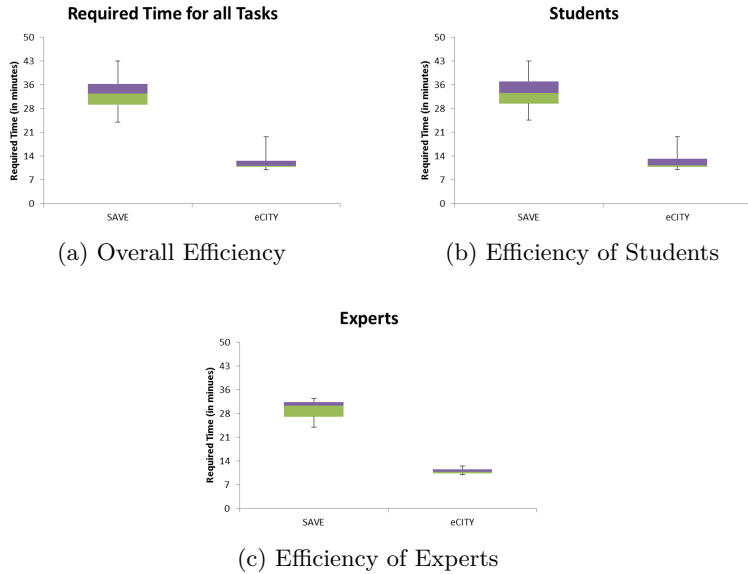 Required Time for all Tasks
Required Time (in minutes)
50
43
36
28
21
14
7
0
SAVE eCITY
(a) Overall Efficiency
Students
Required Time (in minutes)
50
43
36
28
21
14
7
0
SAVE eCITY
(b) Efficiency of Students
Experts
Required Time (in minues)
50
43
36
28
21
14
7
0
SAVE eCITY
(c) Efficiency of Experts